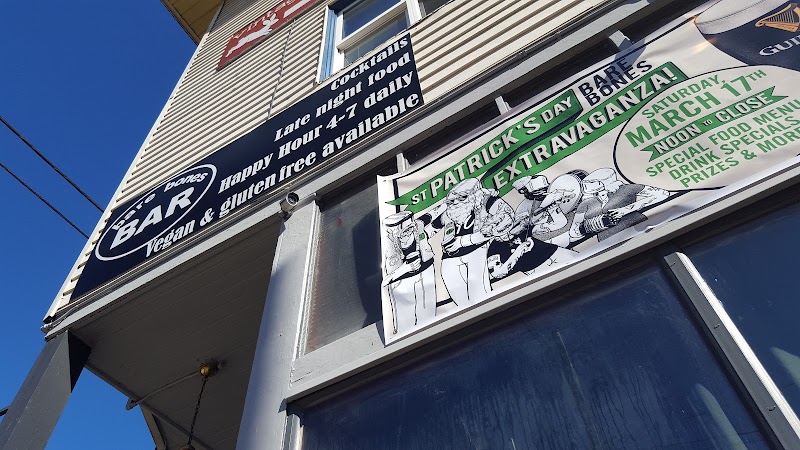 Cocktails
Late night food
Happy Hour 4-7 daily
Vegan & gluten free available
bare bones
BAR
ST PATRICK'S DAY
BARE
BONES
EXTRAVAGANZA!
SATURDAY
MARCH 17TH
NOON TO CLOSE
SPECIAL FOOD MENU
DRINK SPECIALS
PRIZES & MORE